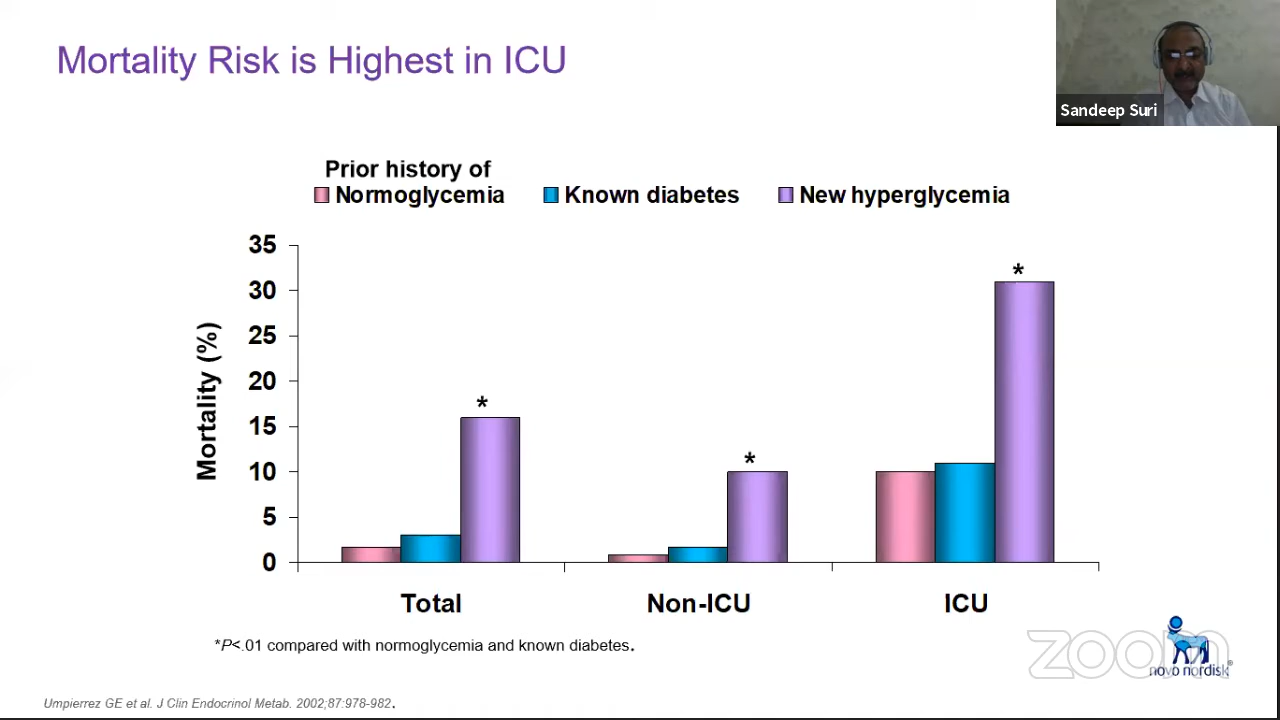 Mortality Risk is Highest in ICU
Sandeep Suri
Prior history of
Normoglycemia Known diabetes New hyperglycemia
35
30
25
20
15
10
5
0
Mortality (%)
*
*
*
Total Non-ICU ICU
*P<.01 compared with normoglycemia and known diabetes.
zoom
novo nordisk®
Umpierrez GE et al. J Clin Endocrinol Metab. 2002;87:978-982.